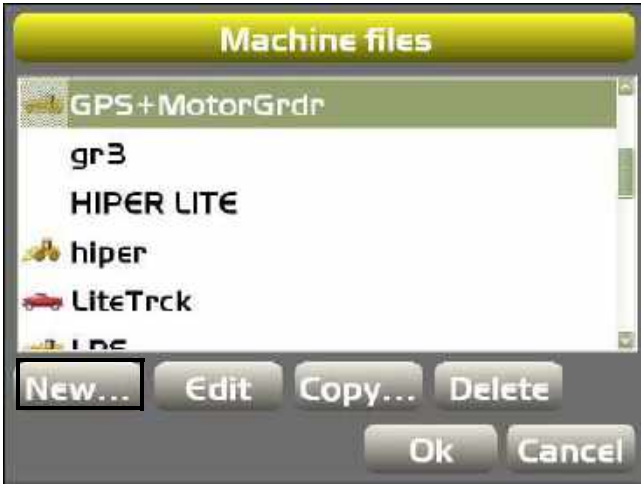 Machine files
GPS+MotorGrdr
gr3
HIPER LITE
hiper
LiteTrck
New... Edit Copy... Delete
Ok Cancel